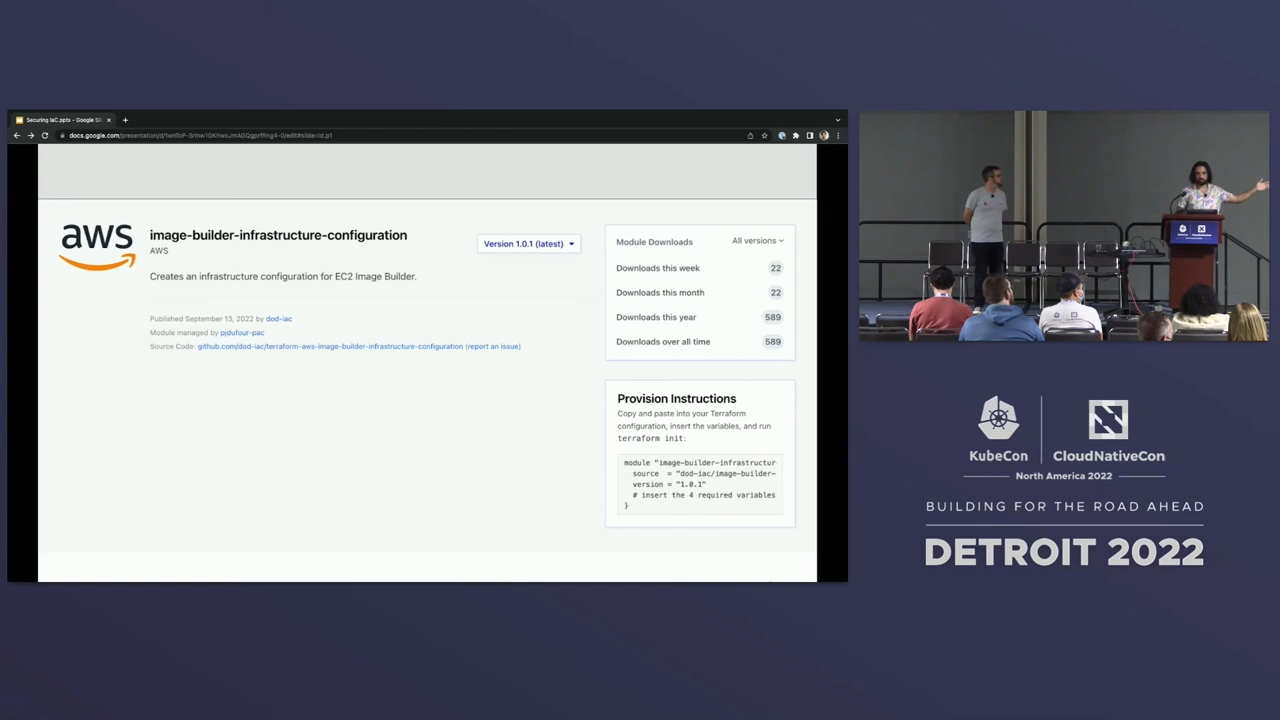 Securing IaC.pptx - Google Sli
docs.google.com
aws
image-builder-infrastructure-configuration
AWS
Creates an infrastructure configuration for EC2 Image Builder.
Version 1.0.1 (latest)
Published September 13, 2022 by dod-iac
Module managed by pjdufour-pac
Source Code: github.com/dod-iac/terraform-aws-image-builder-infrastructure-configuration (report an issue)
Module Downloads All versions
Downloads this week 22
Downloads this month 22
Downloads this year 589
Downloads over all time 589
Provision Instructions
Copy and paste into your Terraform
configuration, insert the variables, and run
terraform init:
module "image-builder-infrastructur
source = "dod-iac/image-builder-
version = "1.0.1"
# insert the 4 required variables
}
KubeCon CloudNativeCon
North America 2022
BUILDING FOR THE ROAD AHEAD
DETROIT 2022